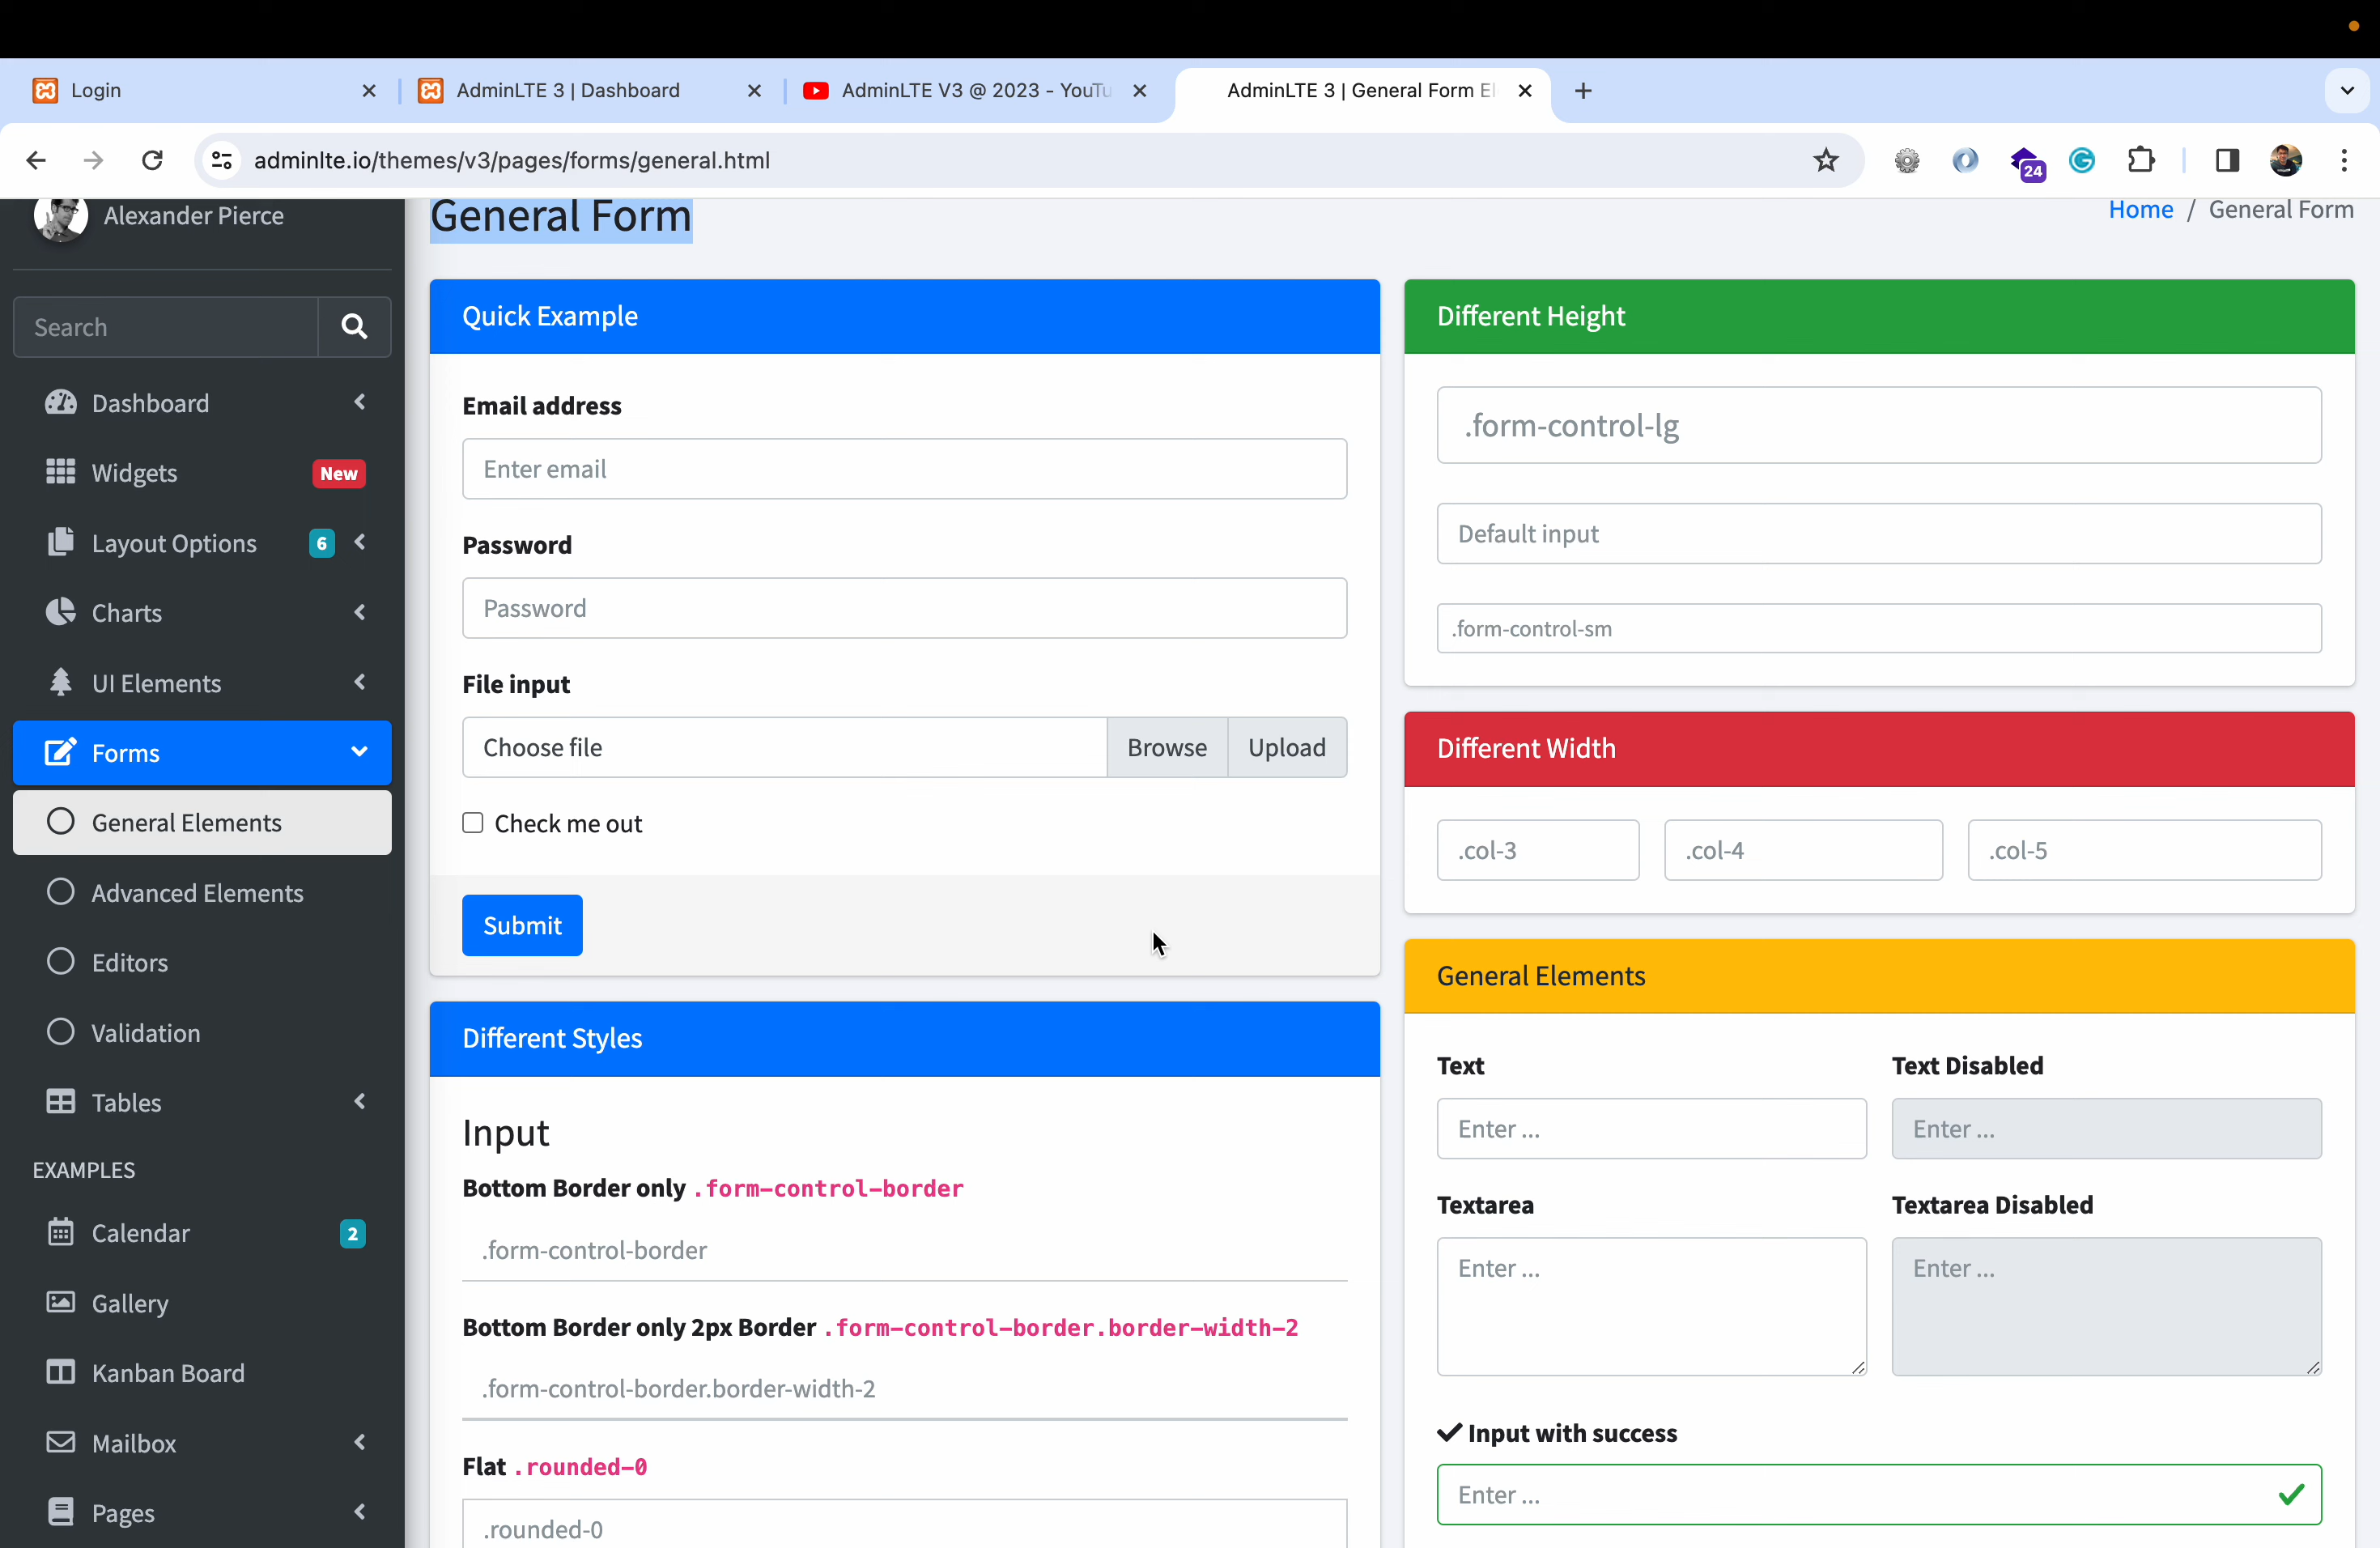 Login
AdminLTE 3 | Dashboard
AdminLTE V3 @ 2023 - YouTu
AdminLTE 3 | General Form El
adminlte.io/themes/v3/pages/forms/general.html
24
Alexander Pierce
Search
Dashboard
Widgets New
Layout Options 6
Charts
UI Elements
Forms
General Elements
Advanced Elements
Editors
Validation
Tables
EXAMPLES
Calendar 2
Gallery
Kanban Board
Mailbox
Pages
General Form
Home / General Form
Quick Example
Email address
Enter email
Password
Password
File input
Choose file Browse Upload
Check me out
Submit
Different Styles
Input
Bottom Border only .form-control-border
.form-control-border
Bottom Border only 2px Border .form-control-border.border-width-2
.form-control-border.border-width-2
Flat .rounded-0
.rounded-0
Different Height
.form-control-lg
Default input
.form-control-sm
Different Width
.col-3 .col-4 .col-5
General Elements
Text Text Disabled
Enter ... Enter ...
Textarea Textarea Disabled
Enter ... Enter ...
Input with success
Enter ...